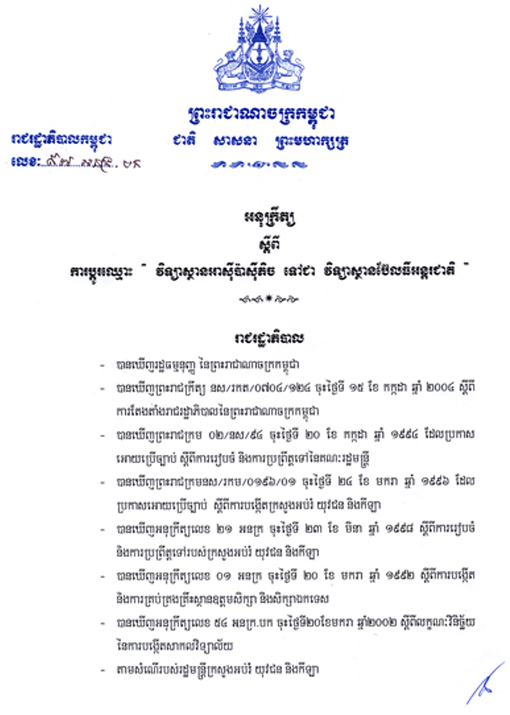 ព្រះរាជាណាចក្រកម្ពុជា
រាជរដ្ឋាភិបាលកម្ពុជា ជាតិ សាសនា ព្រះមហាក្សត្រ
លេខ: អនក្រ.បក
អនុក្រឹត្យ
ស្តីពី
ការប្តូរឈ្មោះ " វិទ្យាស្ថានអាស៊ីប៉ាស៊ីភិច ទៅជា វិទ្យាស្ថានប៊ែលធីអន្តរជាតិ "
រាជរដ្ឋាភិបាល
- បានឃើញរដ្ឋធម្មនុញ្ញ នៃព្រះរាជាណាចក្រកម្ពុជា
- បានឃើញព្រះរាជក្រឹត្យ នស/រកត/០៧០៤/១២៤ ចុះថ្ងៃទី ១៥ ខែ កក្កដា ឆ្នាំ ២០០៤ ស្តីពី
ការតែងតាំងរាជរដ្ឋាភិបាលនៃព្រះរាជាណាចក្រកម្ពុជា
- បានឃើញព្រះរាជក្រម ០២/នស/៩៤ ចុះថ្ងៃទី ២០ ខែ កក្កដា ឆ្នាំ ១៩៩៤ ដែលប្រកាស
អោយប្រើច្បាប់ ស្តីពីការរៀបចំ និងការប្រព្រឹត្តទៅនៃគណៈរដ្ឋមន្ត្រី
- បានឃើញព្រះរាជក្រមនស/រកម/០១៩៦/០១ ចុះថ្ងៃទី ២៤ ខែ មករា ឆ្នាំ ១៩៩៦ ដែល
ប្រកាសអោយប្រើច្បាប់ ស្តីពីការបង្កើតក្រសួងអប់រំ យុវជន និងកីឡា
- បានឃើញអនុក្រឹត្យលេខ ២១ អនក្រ ចុះថ្ងៃទី ២៣ ខែ មិនា ឆ្នាំ ១៩៩៨ ស្តីពីការរៀបចំ
និងការប្រព្រឹត្តទៅរបស់ក្រសួងអប់រំ យុវជន និងកីឡា
- បានឃើញអនុក្រឹត្យលេខ ០១ អនក្រ ចុះថ្ងៃទី ២០ ខែ មករា ឆ្នាំ ១៩៩២ ស្តីពីការបង្កើត
និងការគ្រប់គ្រងគ្រឹះស្ថានឧត្តមសិក្សា និងសិក្សាឯកទេស
- បានឃើញអនុក្រឹត្យលេខ ៥៤ អនក្រ.បក ចុះថ្ងៃទី២០ខែមករា ឆ្នាំ២០០២ ស្តីពីលក្ខណៈវិនិច្ឆ័យ
នៃការបង្កើតសាកលវិទ្យាល័យ
- តាមសំណើរបស់រដ្ឋមន្ត្រីក្រសួងអប់រំ យុវជន និងកីឡា